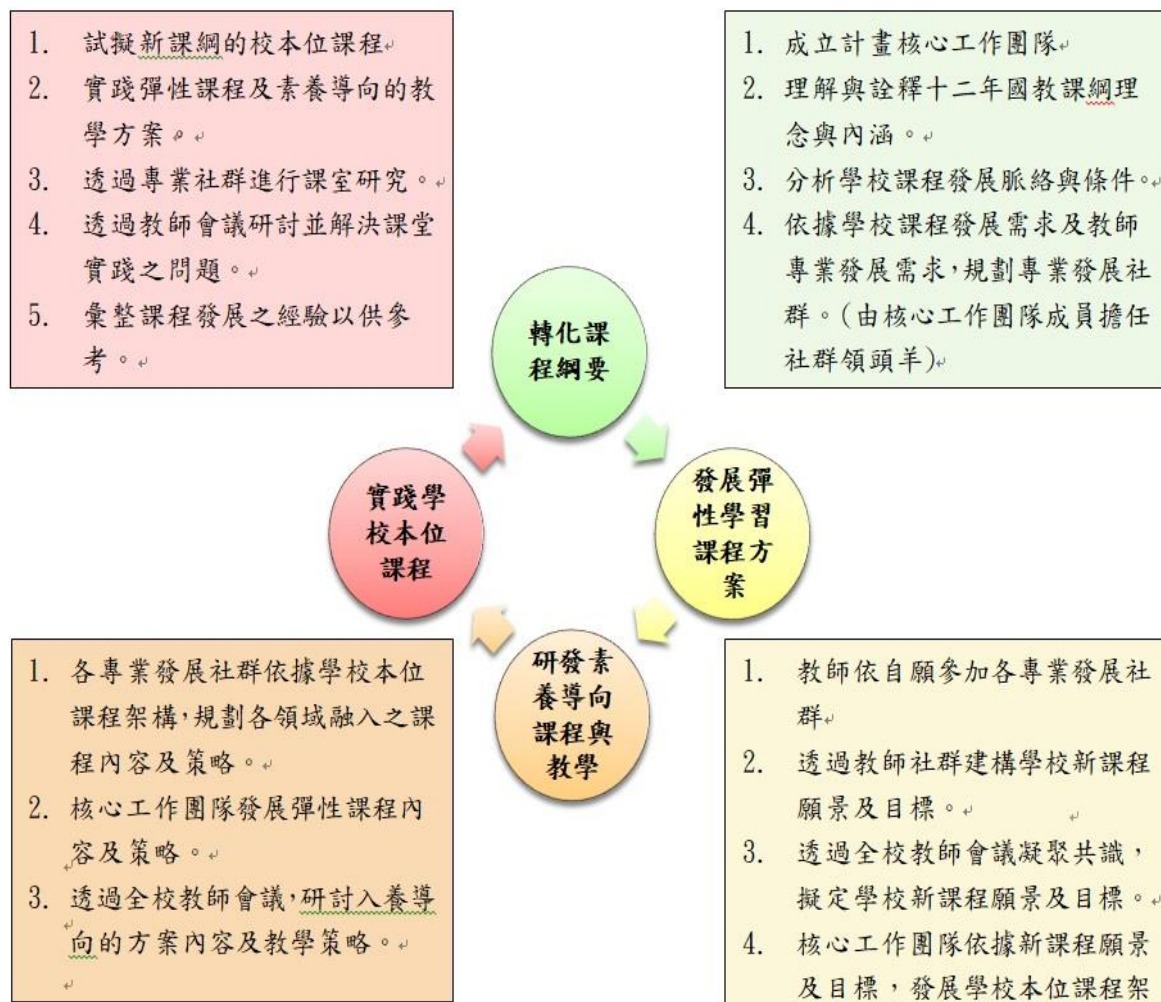 1. 試擬新課綱的校本位課程
2. 實踐彈性課程及素養導向的教
學方案。
3. 透過專業社群進行課室研究。
4. 透過教師會議研討並解決課堂
實踐之問題。
5. 彙整課程發展之經驗以供參
考。
1. 成立計畫核心工作團隊
2. 理解與詮釋十二年國教課綱理
念與內涵。
3. 分析學校課程發展脈絡與條件。
4. 依據學校課程發展需求及教師
專業發展需求,規劃專業發展社
群。(由核心工作團隊成員擔任
社群領頭羊)
轉化課
程綱要
實踐學
校本位
課程
發展彈
性學習
課程方
案
研發素
養導向
課程與
教學
1. 各專業發展社群依據學校本位
課程架構,規劃各領域融入之課
程內容及策略。
2. 核心工作團隊發展彈性課程內
容及策略。
3. 透過全校教師會議,研討入養導
向的方案內容及教學策略。
1. 教師依自願參加各專業發展社
群
2. 透過教師社群建構學校新課程
願景及目標。
3. 透過全校教師會議凝聚共識,
擬定學校新課程願景及目標。
4. 核心工作團隊依據新課程願景
及目標,發展學校本位課程架